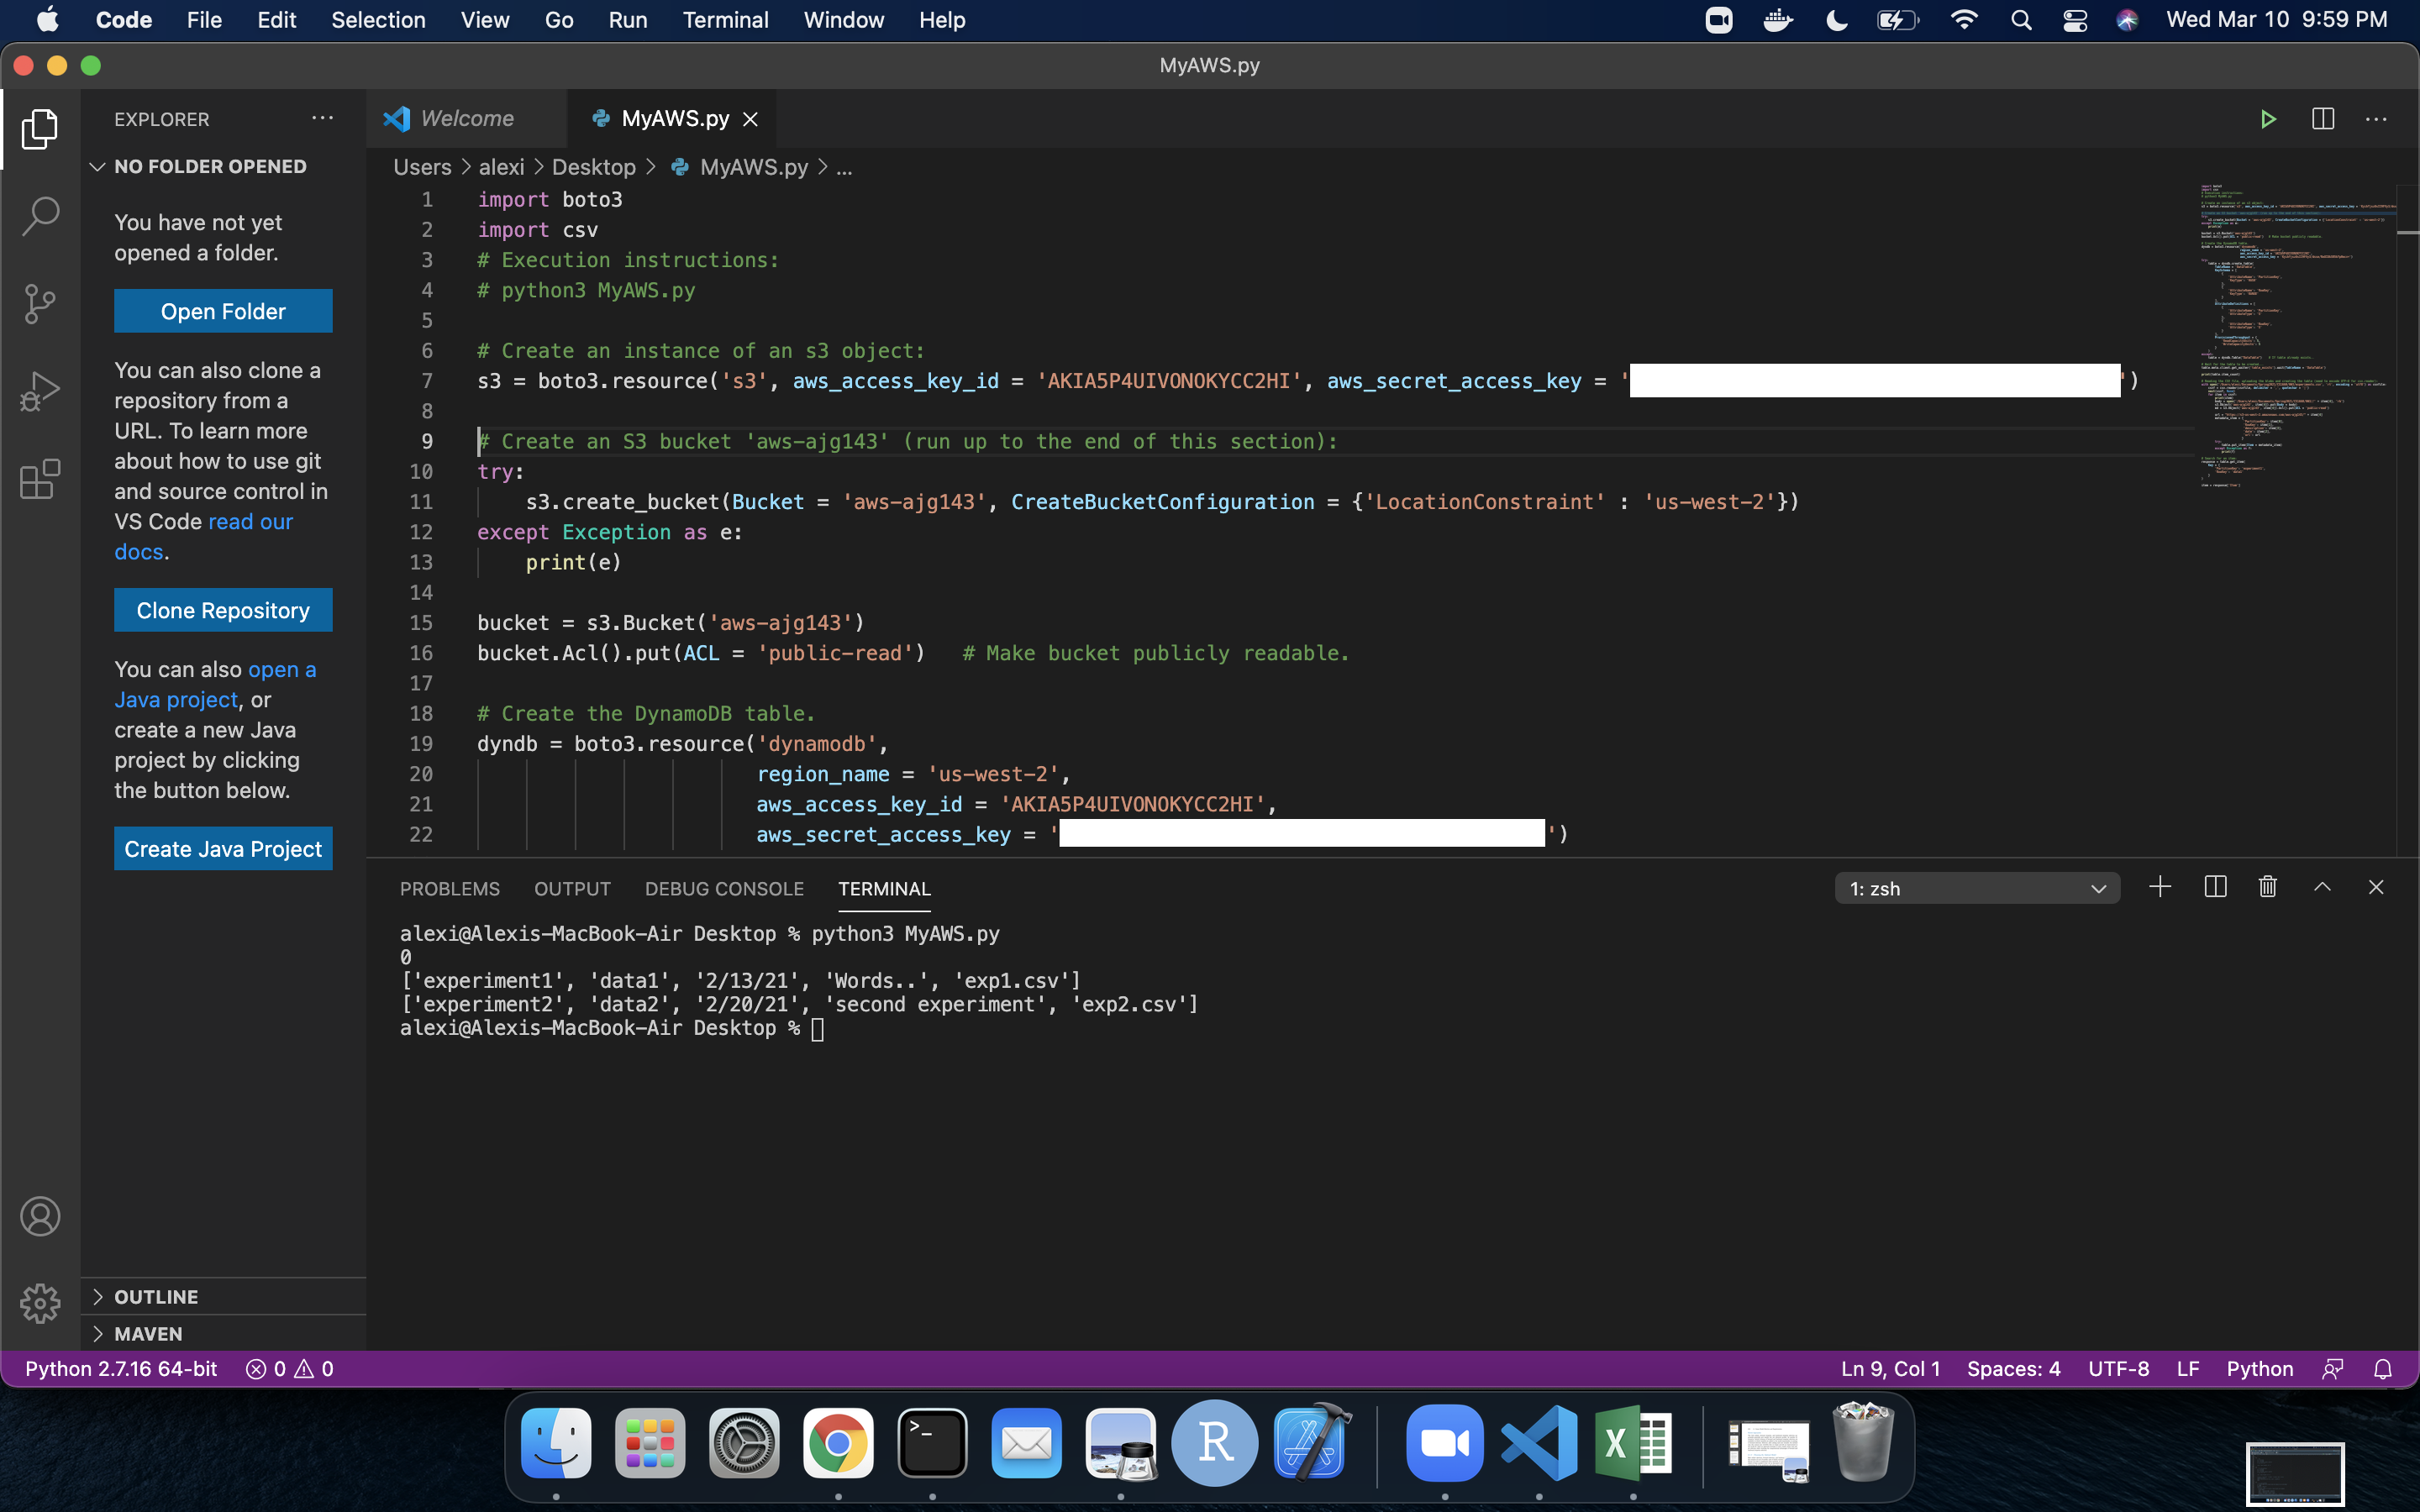 Code File Edit Selection View Go Run Terminal Window Help Wed Mar 10 9:59 PM
MyAWS.py
EXPLORER
NO FOLDER OPENED
You have not yet
opened a folder.
Open Folder
You can also clone a
repository from a
URL. To learn more
about how to use git
and source control in
VS Code read our
docs.
Clone Repository
You can also open a
Java project, or
create a new Java
project by clicking
the button below.
Create Java Project
OUTLINE
MAVEN
Welcome MyAWS.py
Users > alexi > Desktop > MyAWS.py > ...
1 import boto3
2 import csv
3 # Execution instructions:
4 # python3 MyAWS.py
5
6 # Create an instance of an s3 object:
7 s3 = boto3.resource('s3', aws_access_key_id = 'AKIA5P4UIVONOKYCC2HI', aws_secret_access_key = ' ')
8
9 # Create an S3 bucket 'aws-ajg143' (run up to the end of this section):
10 try:
11 s3.create_bucket(Bucket = 'aws-ajg143', CreateBucketConfiguration = {'LocationConstraint' : 'us-west-2'})
12 except Exception as e:
13 print(e)
14
15 bucket = s3.Bucket('aws-ajg143')
16 bucket.Acl().put(ACL = 'public-read') # Make bucket publicly readable.
17
18 # Create the DynamoDB table.
19 dyndb = boto3.resource('dynamodb',
20 region_name = 'us-west-2',
21 aws_access_key_id = 'AKIA5P4UIVONOKYCC2HI',
22 aws_secret_access_key = ' ')
PROBLEMS OUTPUT DEBUG CONSOLE TERMINAL 1: zsh
alexi@Alexis-MacBook-Air Desktop % python3 MyAWS.py
0
['experiment1', 'data1', '2/13/21', 'Words..', 'exp1.csv']
['experiment2', 'data2', '2/20/21', 'second experiment', 'exp2.csv']
alexi@Alexis-MacBook-Air Desktop %
Python 2.7.16 64-bit 0 0 Ln 9, Col 1 Spaces: 4 UTF-8 LF Python
R
X